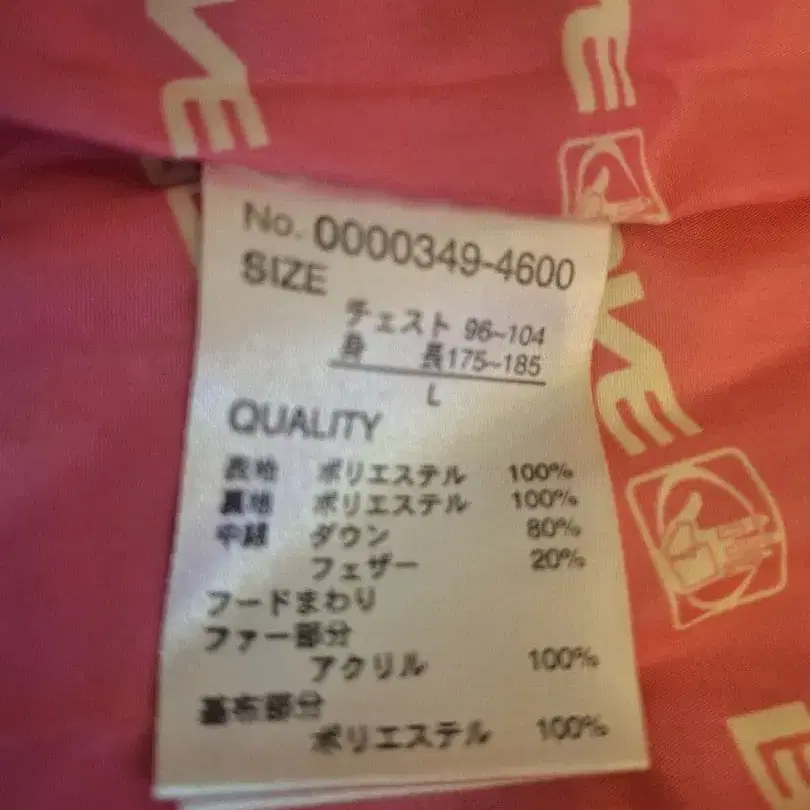 No. 0000349-4600
SIZE
チェスト 96~104
身 長 175~185
L
QUALITY
表地 ポリエステル 100%
裏地 ポリエステル 100%
中綿 ダウン 80%
フェザー 20%
フードまわり
ファー部分
アクリル 100%
基布部分
ポリエステル 100%